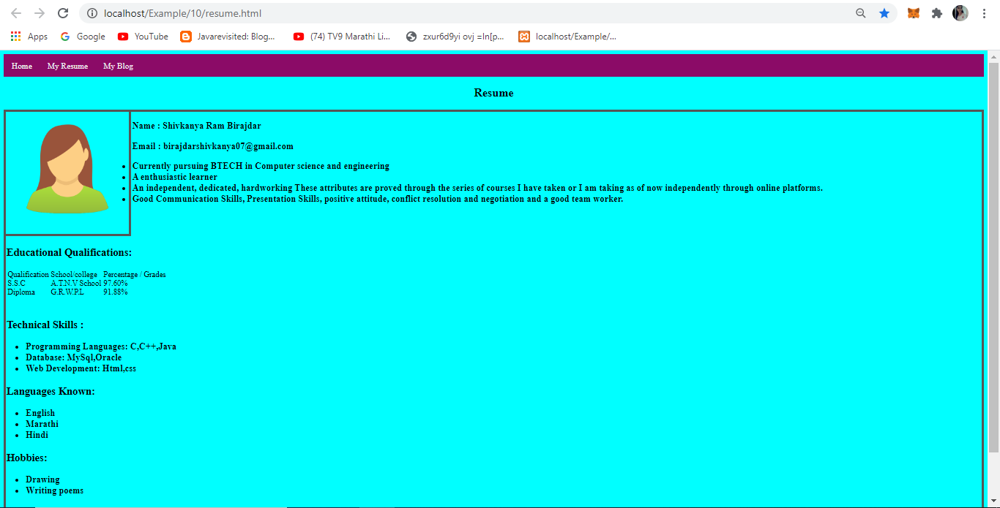 localhost/Example/10/resume.html
Apps Google YouTube Javarevisited: Blog... (74) TV9 Marathi Li... zxur6d9yi ovj =ln[p... localhost/Example/...
Home My Resume My Blog
Resume
Name : Shivkanya Ram Birajdar
Email : birajdarshivkanya07@gmail.com
Currently pursuing BTECH in Computer science and engineering
A enthusiastic learner
An independent, dedicated, hardworking These attributes are proved through the series of courses I have taken or I am taking as of now independently through online platforms.
Good Communication Skills, Presentation Skills, positive attitude, conflict resolution and negotiation and a good team worker.
Educational Qualifications:
Qualification School/college Percentage / Grades
S.S.C A.T.N.V School 97.60%
Diploma G.R.W.P.L 91.88%
Technical Skills :
Programming Languages: C,C++,Java
Database: MySql,Oracle
Web Development: Html,css
Languages Known:
English
Marathi
Hindi
Hobbies:
Drawing
Writing poems